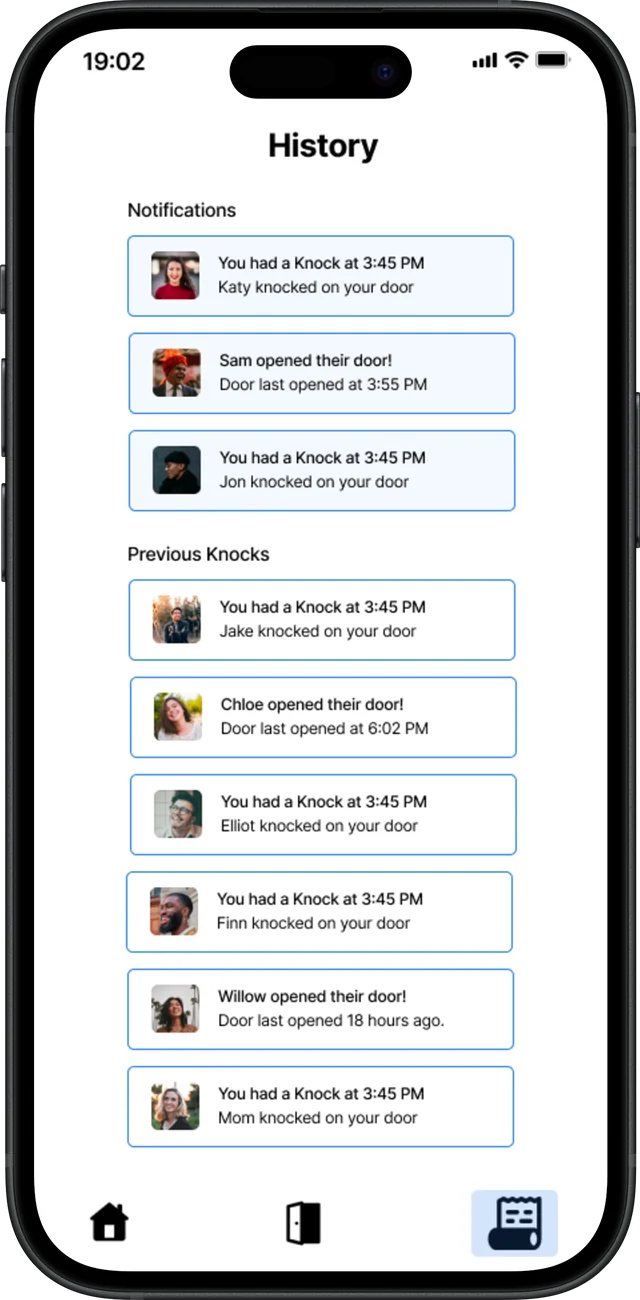 19:02
History
Notifications
You had a Knock at 3:45 PM
Katy knocked on your door
Sam opened their door!
Door last opened at 3:55 PM
You had a Knock at 3:45 PM
Jon knocked on your door
Previous Knocks
You had a Knock at 3:45 PM
Jake knocked on your door
Chloe opened their door!
Door last opened at 6:02 PM
You had a Knock at 3:45 PM
Elliot knocked on your door
You had a Knock at 3:45 PM
Finn knocked on your door
Willow opened their door!
Door last opened 18 hours ago.
You had a Knock at 3:45 PM
Mom knocked on your door